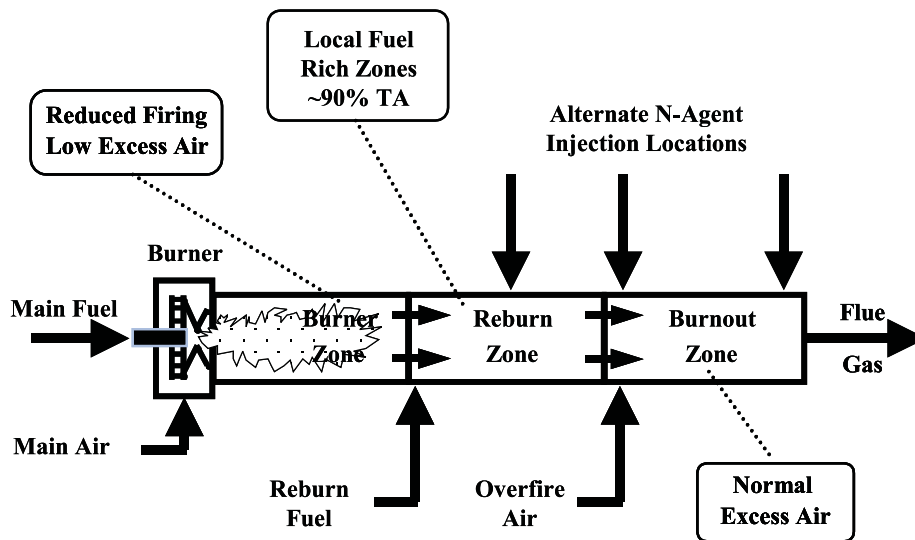 Local Fuel
Rich Zones
~90% TA
Reduced Firing
Low Excess Air
Alternate N-Agent
Injection Locations
Burner
Main Fuel
Burner
Zone
Reburn
Zone
Burnout
Zone
Flue
Gas
Main Air
Reburn
Fuel
Overfire
Air
Normal
Excess Air